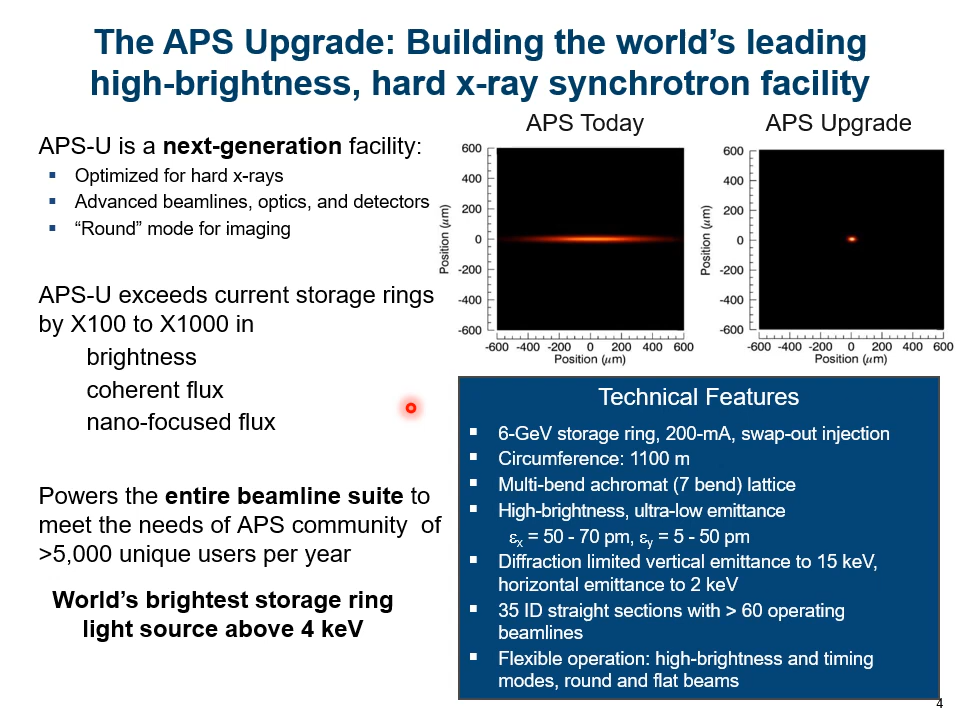 The APS Upgrade: Building the world's leading
high-brightness, hard x-ray synchrotron facility
APS-U is a next-generation facility:
▪ Optimized for hard x-rays
▪ Advanced beamlines, optics, and detectors
▪ “Round” mode for imaging
APS-U exceeds current storage rings
by X100 to X1000 in
brightness
coherent flux
nano-focused flux
Powers the entire beamline suite to
meet the needs of APS community of
>5,000 unique users per year
World's brightest storage ring
light source above 4 keV
APS Today
600
400
200
0
-200
-400
-600
Position (μm)
-600 -400 -200 0 200 400 600
Position (μm)
APS Upgrade
600
400
200
0
-200
-400
-600
Position (μm)
-600 -400 -200 0 200 400 600
Position (μm)
Technical Features
▪ 6-GeV storage ring, 200-mA, swap-out injection
▪ Circumference: 1100 m
▪ Multi-bend achromat (7 bend) lattice
▪ High-brightness, ultra-low emittance
εx = 50 - 70 pm, εy = 5 - 50 pm
▪ Diffraction limited vertical emittance to 15 keV,
horizontal emittance to 2 keV
▪ 35 ID straight sections with > 60 operating
beamlines
▪ Flexible operation: high-brightness and timing
modes, round and flat beams
4